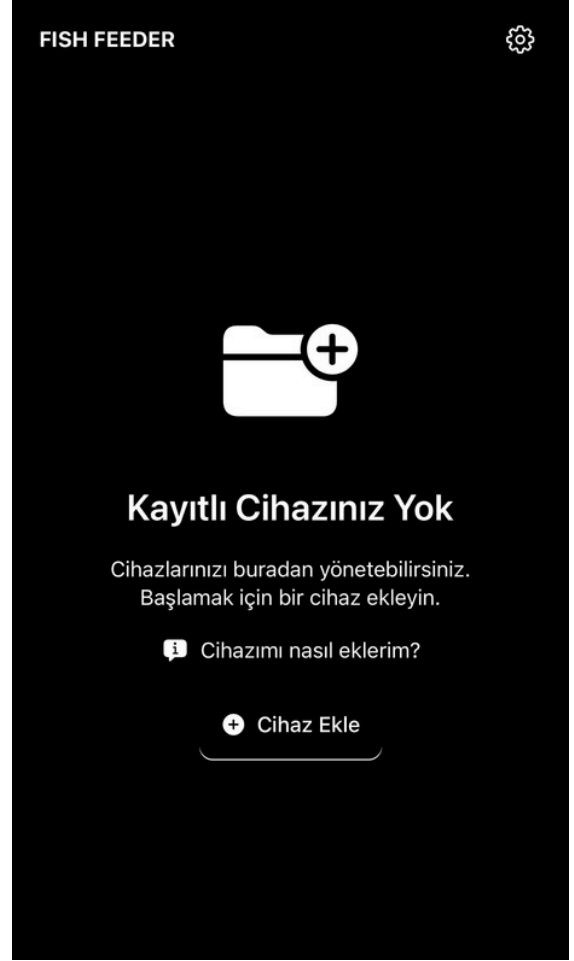 FISH FEEDER
Kayıtlı Cihazınız Yok
Cihazlarınızı buradan yönetebilirsiniz.
Başlamak için bir cihaz ekleyin.
Cihazımı nasıl eklerim?
Cihaz Ekle